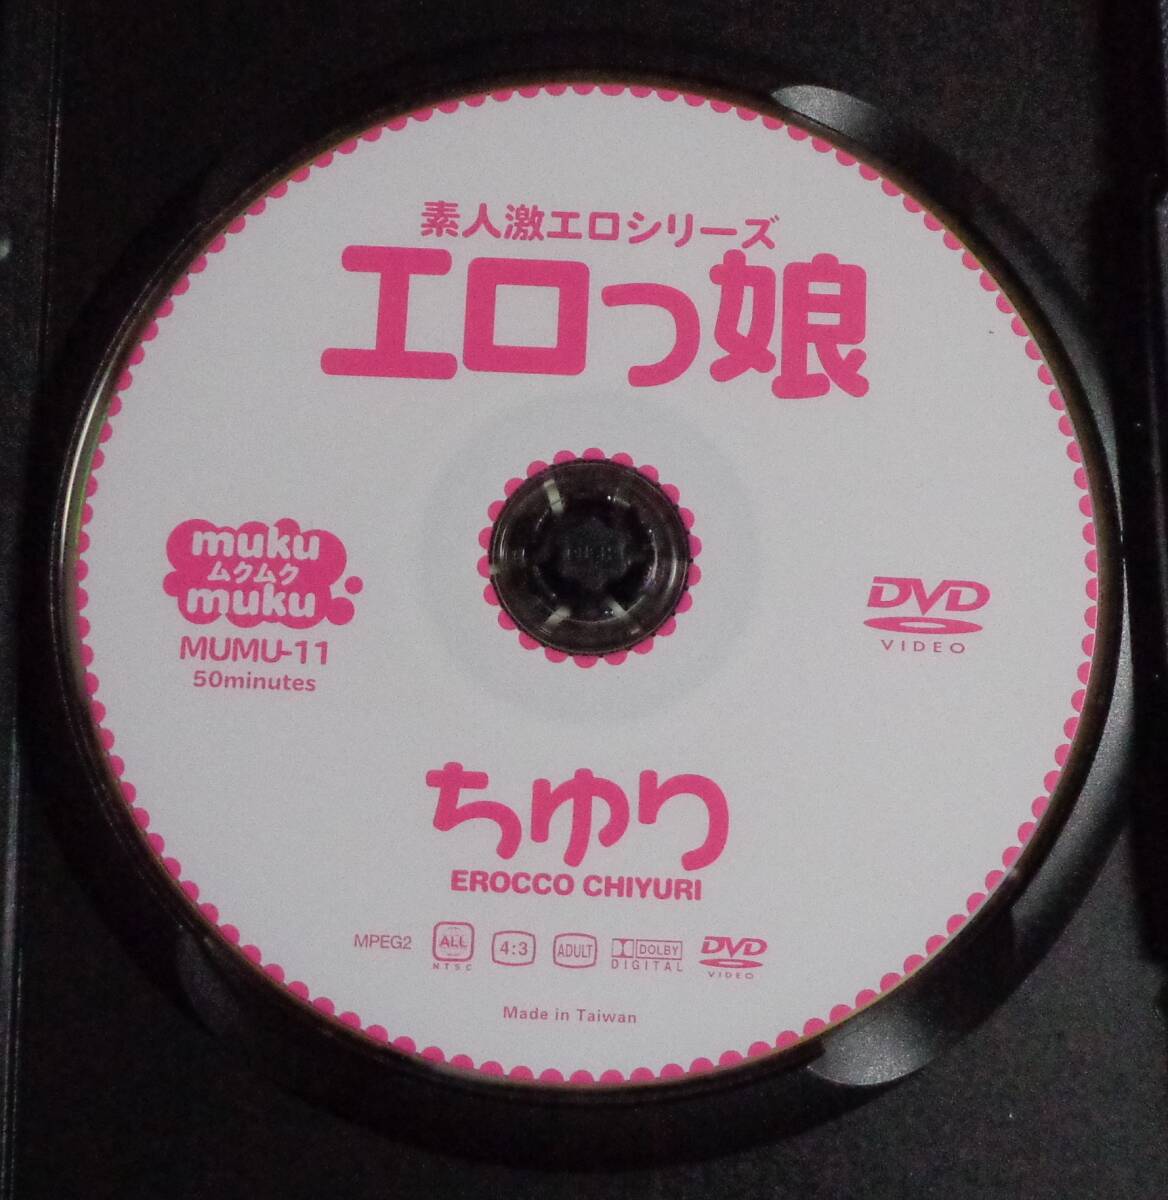 素人激エロシリーズ
エロっ娘
muku
ムクムク
muku
MUMU-11
50minutes
DVD
VIDEO
ちゆり
EROCCO CHIYURI
MPEG2
ALL
NTSC
4:3
ADULT
DOLBY
DIGITAL
DVD
VIDEO
Made in Taiwan